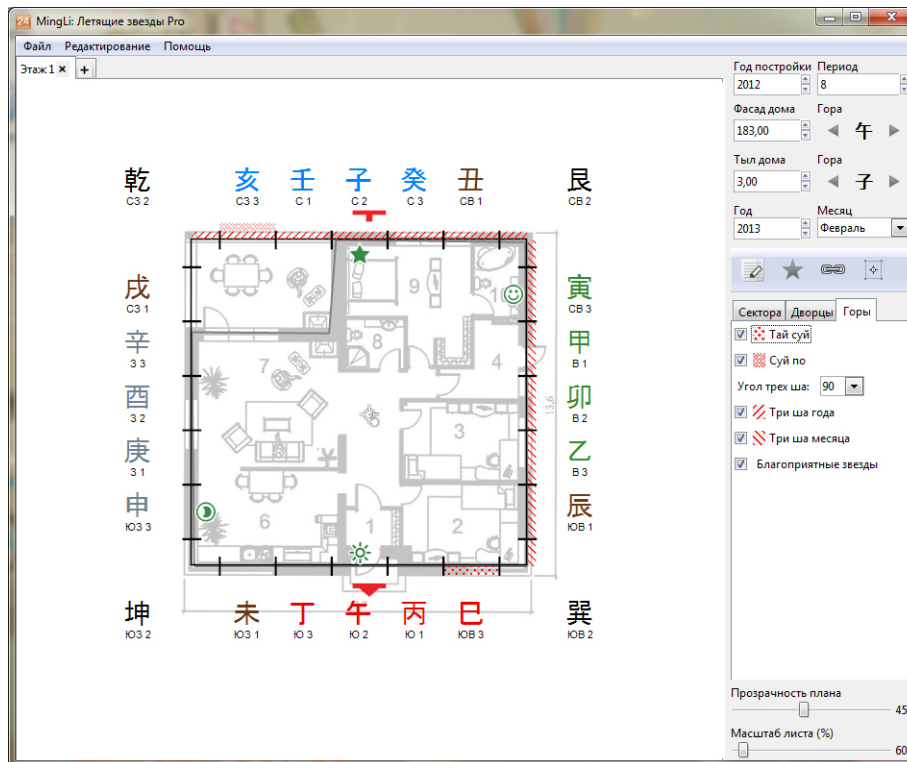 24 MingLi: Летящие звезды Pro
Файл Редактирование Помощь
Этаж 1
Год постройки Период
2012 8
Фасад дома Гора
183,00 午
Тыл дома Гора
3,00 子
Год Месяц
2013 Февраль
Сектора Дворцы Горы
Тай суй
Суй по
Угол трех ша: 90
Три ша года
Три ша месяца
Благоприятные звезды
Прозрачность плана
45
Масштаб листа (%)
60
乾 亥 壬 子 癸 丑 艮
СЗ 2 СЗ 3 С 1 С 2 С 3 СВ 1 СВ 2
戌 寅
СЗ 1 СВ 3
辛 甲
З 3 В 1
酉 卯
З 2 В 2
庚 乙
З 1 В 3
申 辰
ЮЗ 3 ЮВ 1
坤 未 丁 午 丙 巳 巽
ЮЗ 2 ЮЗ 1 Ю 3 Ю 2 Ю 1 ЮВ 3 ЮВ 2
9
8
7
4
3
6
1
2
13,6